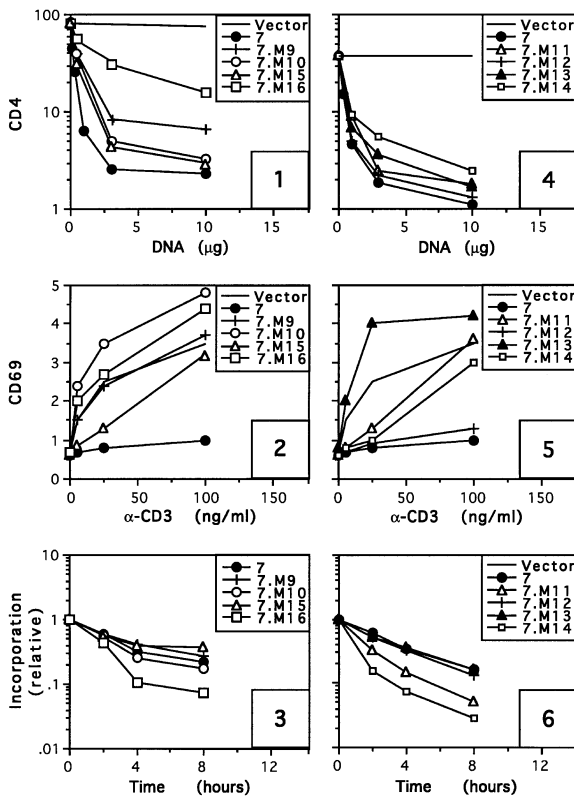 CD4
100
10
1
0
5
10
15
DNA (µg)
Vector
7
7.M9
7.M10
7.M15
7.M16
1
0
5
10
15
DNA (µg)
Vector
7
7.M11
7.M12
7.M13
7.M14
4
CD69
5
4
3
2
1
0
0
50
100
150
α-CD3 (ng/ml)
Vector
7
7.M9
7.M10
7.M15
7.M16
2
0
50
100
150
α-CD3 (ng/ml)
Vector
7
7.M11
7.M12
7.M13
7.M14
5
Incorporation
(relative)
10
1
.1
.01
0
4
8
12
Time (hours)
7
7.M9
7.M10
7.M15
7.M16
3
0
4
8
12
Time (hours)
Vector
7
7.M11
7.M12
7.M13
7.M14
6